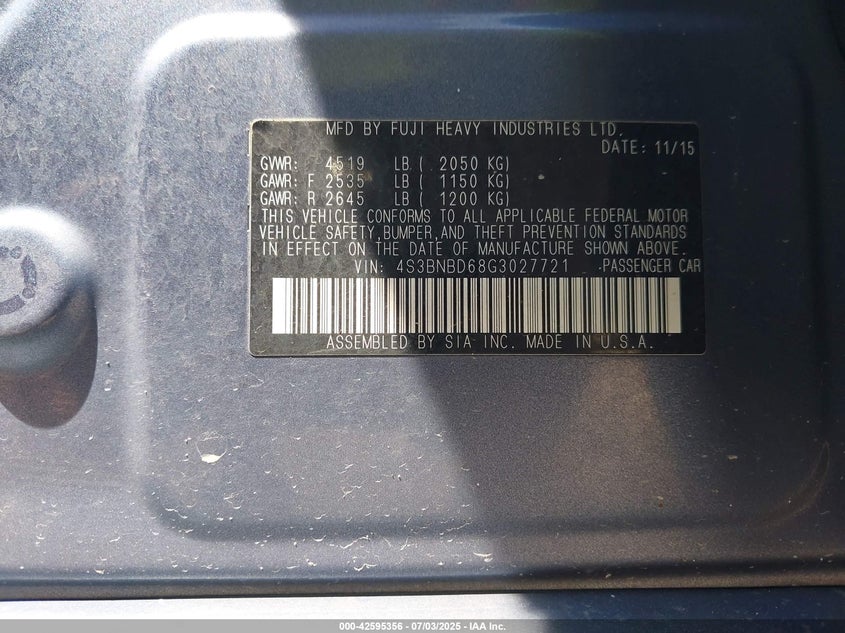 MFD BY FUJI HEAVY INDUSTRIES LTD.
DATE: 11/15
GVWR: 4519 LB ( 2050 KG)
GAWR: F 2535 LB ( 1150 KG)
GAWR: R 2645 LB ( 1200 KG)
THIS VEHICLE CONFORMS TO ALL APPLICABLE FEDERAL MOTOR
VEHICLE SAFETY,BUMPER,AND THEFT PREVENTION STANDARDS
IN EFFECT ON THE DATE OF MANUFACTURE SHOWN ABOVE.
VIN: 4S3BNBD68G3027721 PASSENGER CAR
ASSEMBLED BY SIA INC. MADE IN U.S.A.
000-42595356 - 07/03/2025 - IAA Inc.